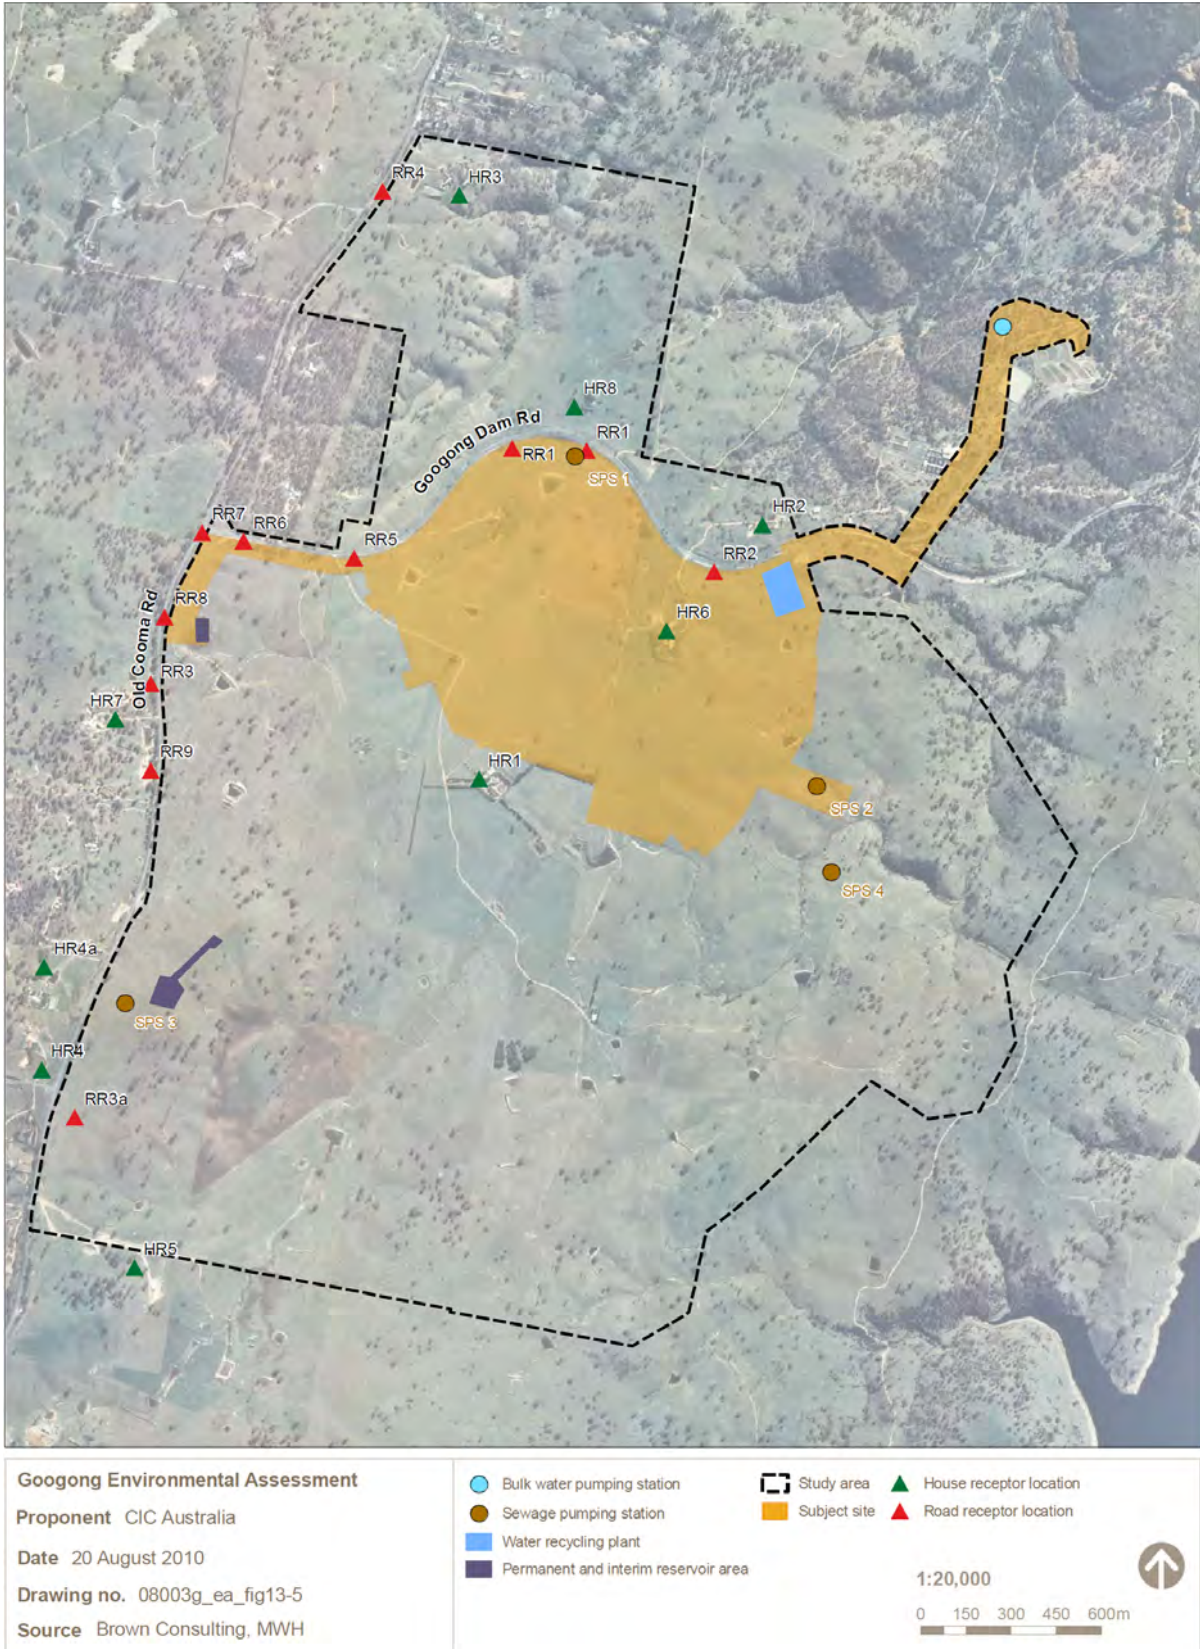 RR4
HR3
HR8
Googong Dam Rd
RR1
RR1
SPS 1
HR2
RR7
RR6
RR5
RR2
RR8
HR6
Old Cooma Rd
RR3
HR7
RR9
HR1
SPS 2
SPS 4
HR4a
SPS 3
HR4
RR3a
HR5
Googong Environmental Assessment
Proponent CIC Australia
Date 20 August 2010
Drawing no. 08003g_ea_fig13-5
Source Brown Consulting, MWH
Bulk water pumping station
Sewage pumping station
Water recycling plant
Permanent and interim reservoir area
Study area
Subject site
House receptor location
Road receptor location
1:20,000
0 150 300 450 600m